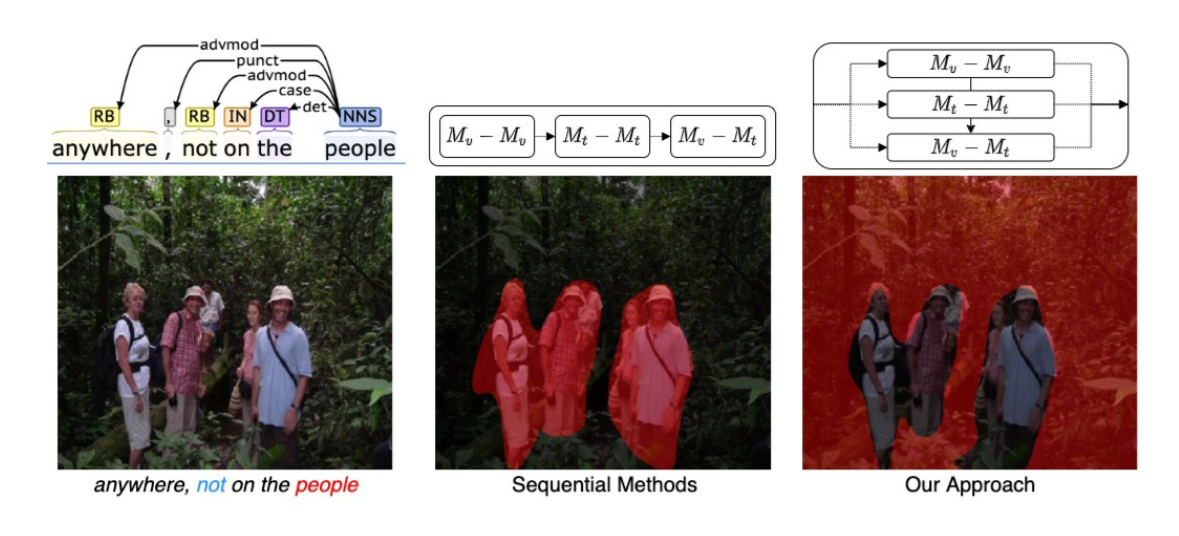 advmod
punct
advmod
case
det
RB , RB IN DT NNS
anywhere , not on the people
M_v − M_v
M_t − M_t
M_v − M_t
M_v − M_v
M_t − M_t
M_v − M_t
anywhere, not on the people
Sequential Methods
Our Approach